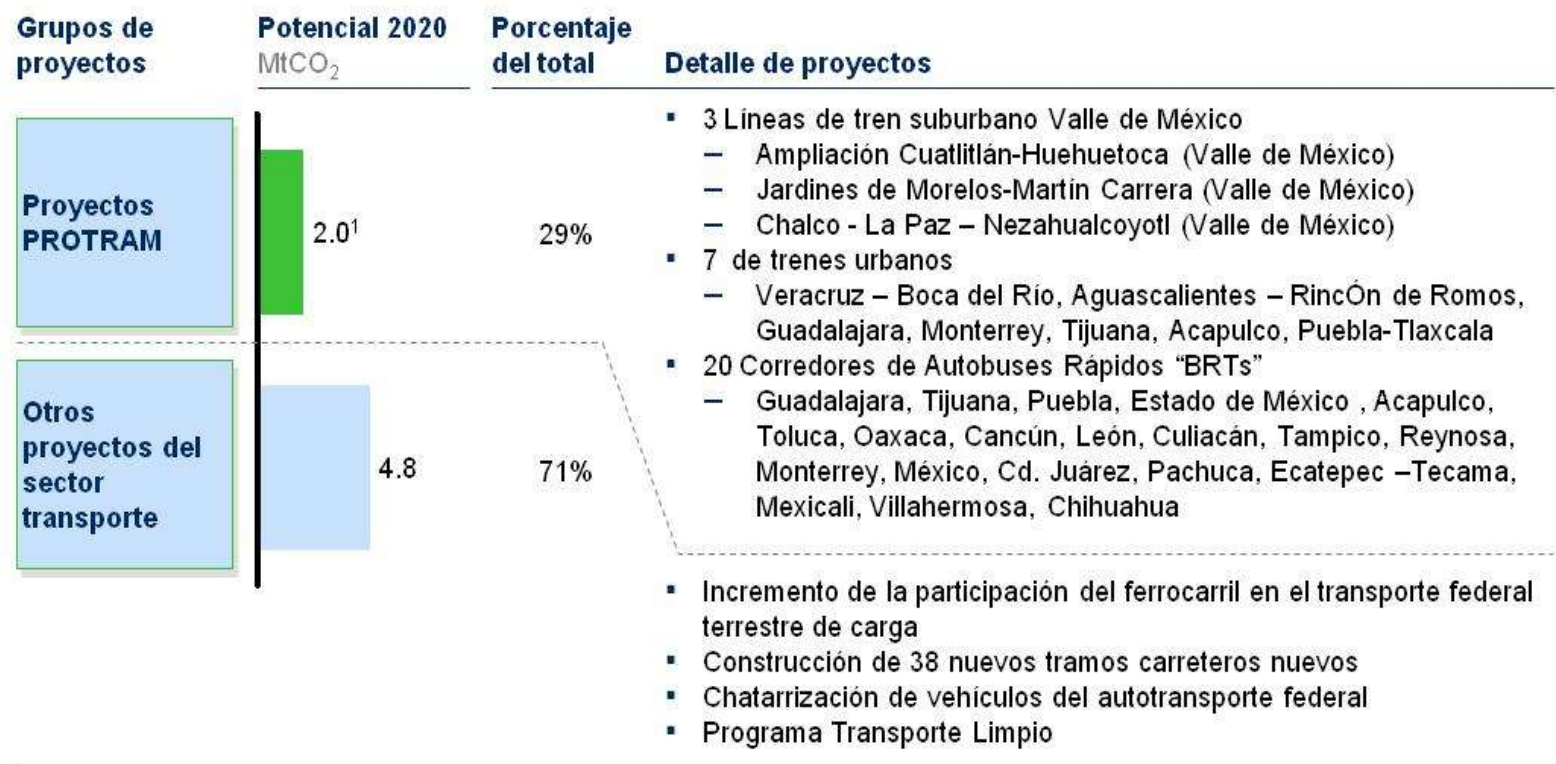 Grupos de proyectos
Potencial 2020
MtCO₂
Porcentaje del total
Detalle de proyectos
Proyectos
PROTRAM
2.0¹
29%
▪ 3 Líneas de tren suburbano Valle de México
– Ampliación Cuatlitlán-Huehuetoca (Valle de México)
– Jardines de Morelos-Martín Carrera (Valle de México)
– Chalco - La Paz – Nezahualcoyotl (Valle de México)
▪ 7 de trenes urbanos
– Veracruz – Boca del Río, Aguascalientes – RincÓn de Romos,
Guadalajara, Monterrey, Tijuana, Acapulco, Puebla-Tlaxcala
▪ 20 Corredores de Autobuses Rápidos “BRTs”
– Guadalajara, Tijuana, Puebla, Estado de México , Acapulco,
Toluca, Oaxaca, Cancún, León, Culiacán, Tampico, Reynosa,
Monterrey, México, Cd. Juárez, Pachuca, Ecatepec –Tecama,
Mexicali, Villahermosa, Chihuahua
Otros
proyectos del
sector
transporte
4.8
71%
▪ Incremento de la participación del ferrocarril en el transporte federal
terrestre de carga
▪ Construcción de 38 nuevos tramos carreteros nuevos
▪ Chatarrización de vehículos del autotransporte federal
▪ Programa Transporte Limpio